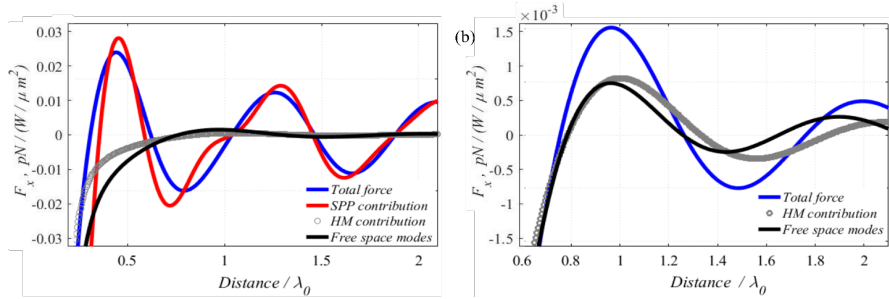 0.03
0.02
0.01
0
-0.01
-0.02
-0.03
F_x , pN / (W / μ m²)
0.5
1
1.5
2
Distance / λ_0
Total force
SPP contribution
HM contribution
Free space modes
(b)
×10⁻³
1.5
1
0.5
0
-0.5
-1
-1.5
F_x , pN / (W / μ m²)
0.6
0.8
1
1.2
1.4
1.6
1.8
2
Distance / λ_0
Total force
HM contribution
Free space modes